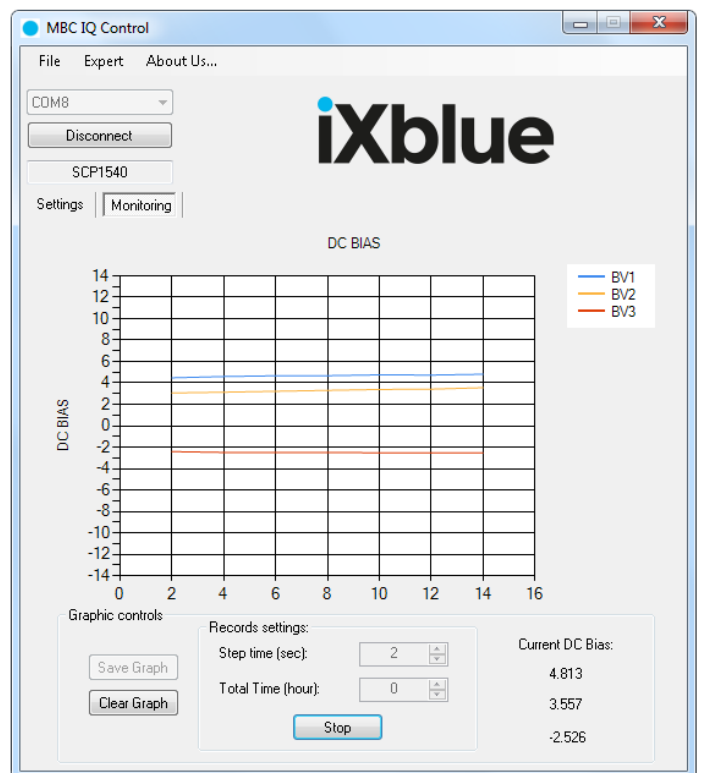 MBC IQ Control
File Expert About Us...
COM8
Disconnect
SCP1540
Settings Monitoring
iXblue
DC BIAS
BV1
BV2
BV3
DC BIAS
14
12
10
8
6
4
2
0
-2
-4
-6
-8
-10
-12
-14
0 2 4 6 8 10 12 14 16
Graphic controls
Save Graph
Clear Graph
Records settings:
Step time (sec): 2
Total Time (hour): 0
Stop
Current DC Bias:
4.813
3.557
-2.526